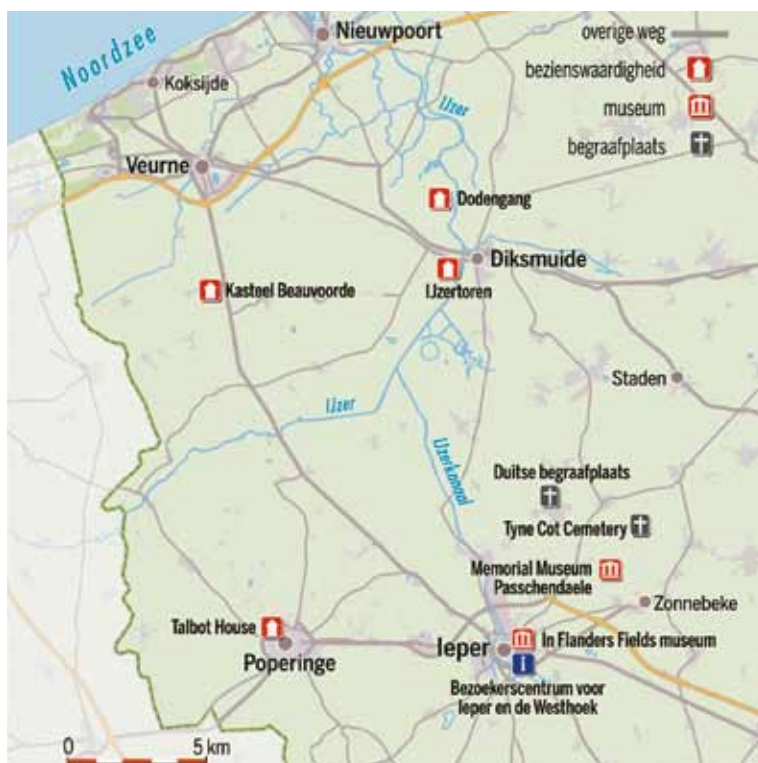 Noordzee
Nieuwpoort
Koksijde
IJzer
Veurne
overige weg
bezienswaardigheid
museum
begraafplaats
Dodengang
Diksmuide
IJzertoren
Kasteel Beauvoorde
Staden
IJzer
IJzerkanaal
Duitse begraafplaats
Tyne Cot Cemetery
Memorial Museum
Passchendaele
Zonnebeke
Talbot House
Poperinge
Ieper
In Flanders Fields museum
i
Bezoekerscentrum voor
Ieper en de Westhoek
0 5 km